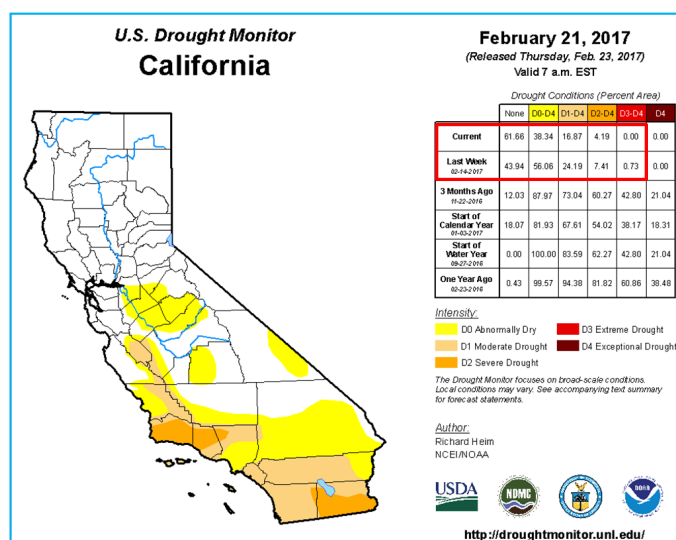 U.S. Drought Monitor
California
February 21, 2017
(Released Thursday, Feb. 23, 2017)
Valid 7 a.m. EST
Drought Conditions (Percent Area)
None D0-D4 D1-D4 D2-D4 D3-D4 D4
Current 61.66 38.34 16.87 4.19 0.00 0.00
Last Week 43.94 56.06 24.19 7.41 0.73 0.00
02-14-2017
3 Months Ago 12.03 87.97 73.04 60.27 42.80 21.04
11-22-2016
Start of
Calendar Year 18.07 81.93 67.61 54.02 38.17 18.31
01-03-2017
Start of
Water Year 0.00 100.00 83.59 62.27 42.80 21.04
09-27-2016
One Year Ago 0.43 99.57 94.38 81.82 60.86 38.48
02-23-2016
Intensity:
D0 Abnormally Dry
D1 Moderate Drought
D2 Severe Drought
D3 Extreme Drought
D4 Exceptional Drought
The Drought Monitor focuses on broad-scale conditions.
Local conditions may vary. See accompanying text summary
for forecast statements.
Author:
Richard Heim
NCEI/NOAA
USDA
NDMC
NOAA
http://droughtmonitor.unl.edu/